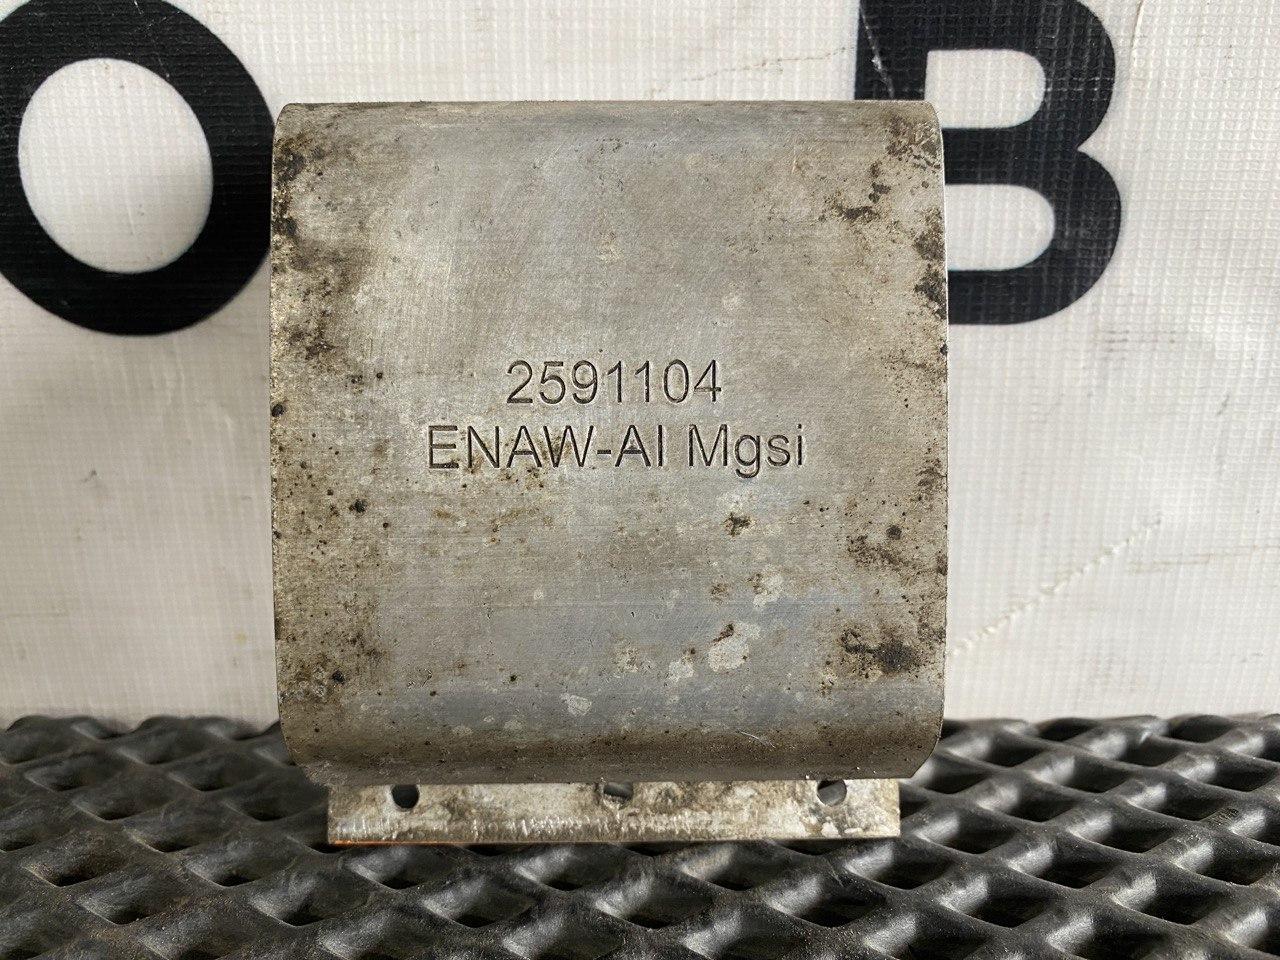 O B
2591104
ENAW-Al Mgsi